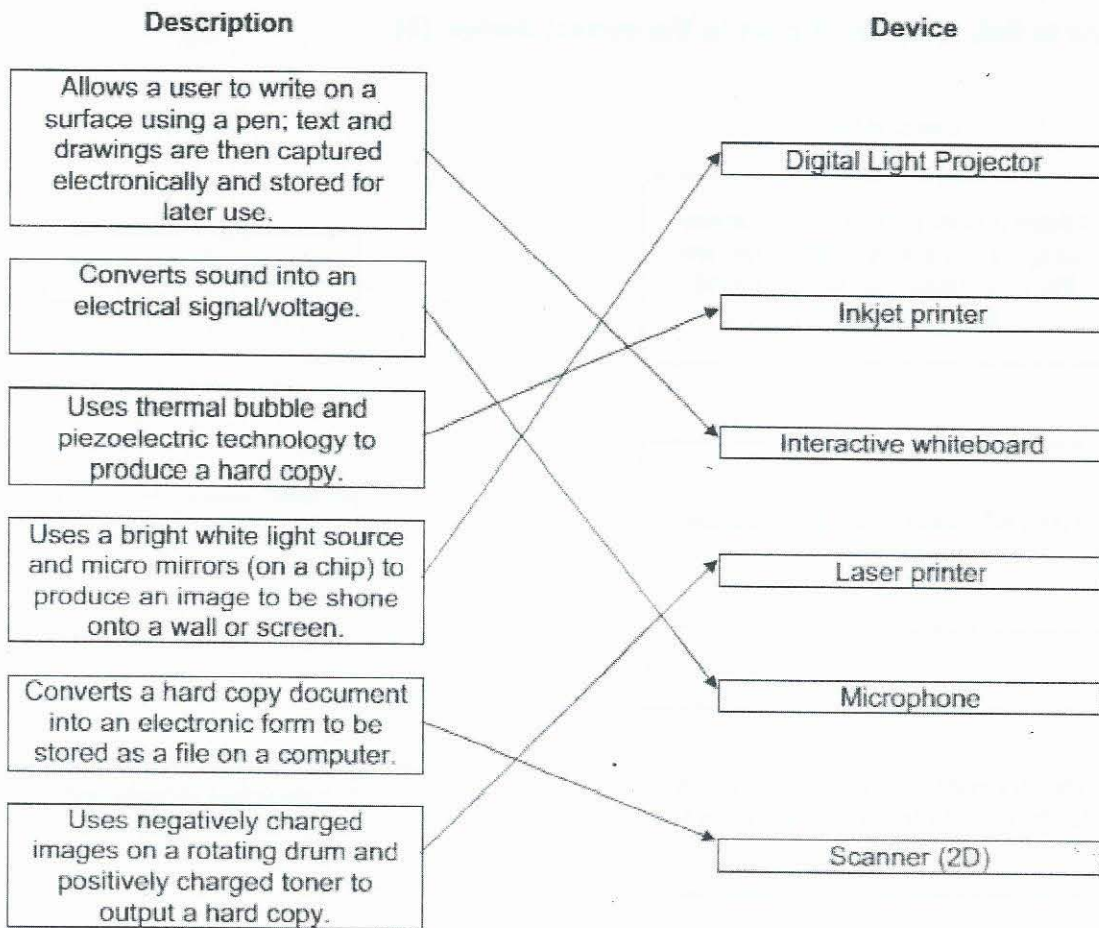 Description
Device
Allows a user to write on a
surface using a pen; text and
drawings are then captured
electronically and stored for
later use.
Converts sound into an
electrical signal/voltage.
Uses thermal bubble and
piezoelectric technology to
produce a hard copy.
Uses a bright white light source
and micro mirrors (on a chip) to
produce an image to be shone
onto a wall or screen.
Converts a hard copy document
into an electronic form to be
stored as a file on a computer.
Uses negatively charged
images on a rotating drum and
positively charged toner to
output a hard copy.
Digital Light Projector
Inkjet printer
Interactive whiteboard
Laser printer
Microphone
Scanner (2D)